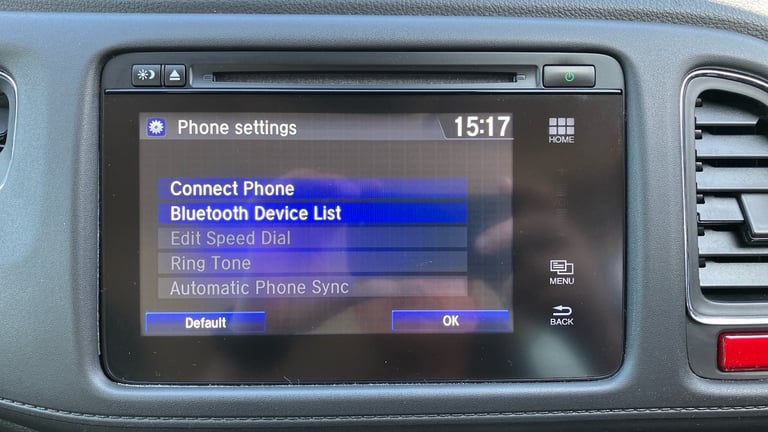 Phone settings
15:17
HOME
Connect Phone
Bluetooth Device List
Edit Speed Dial
Ring Tone
Automatic Phone Sync
MENU
Default
OK
BACK